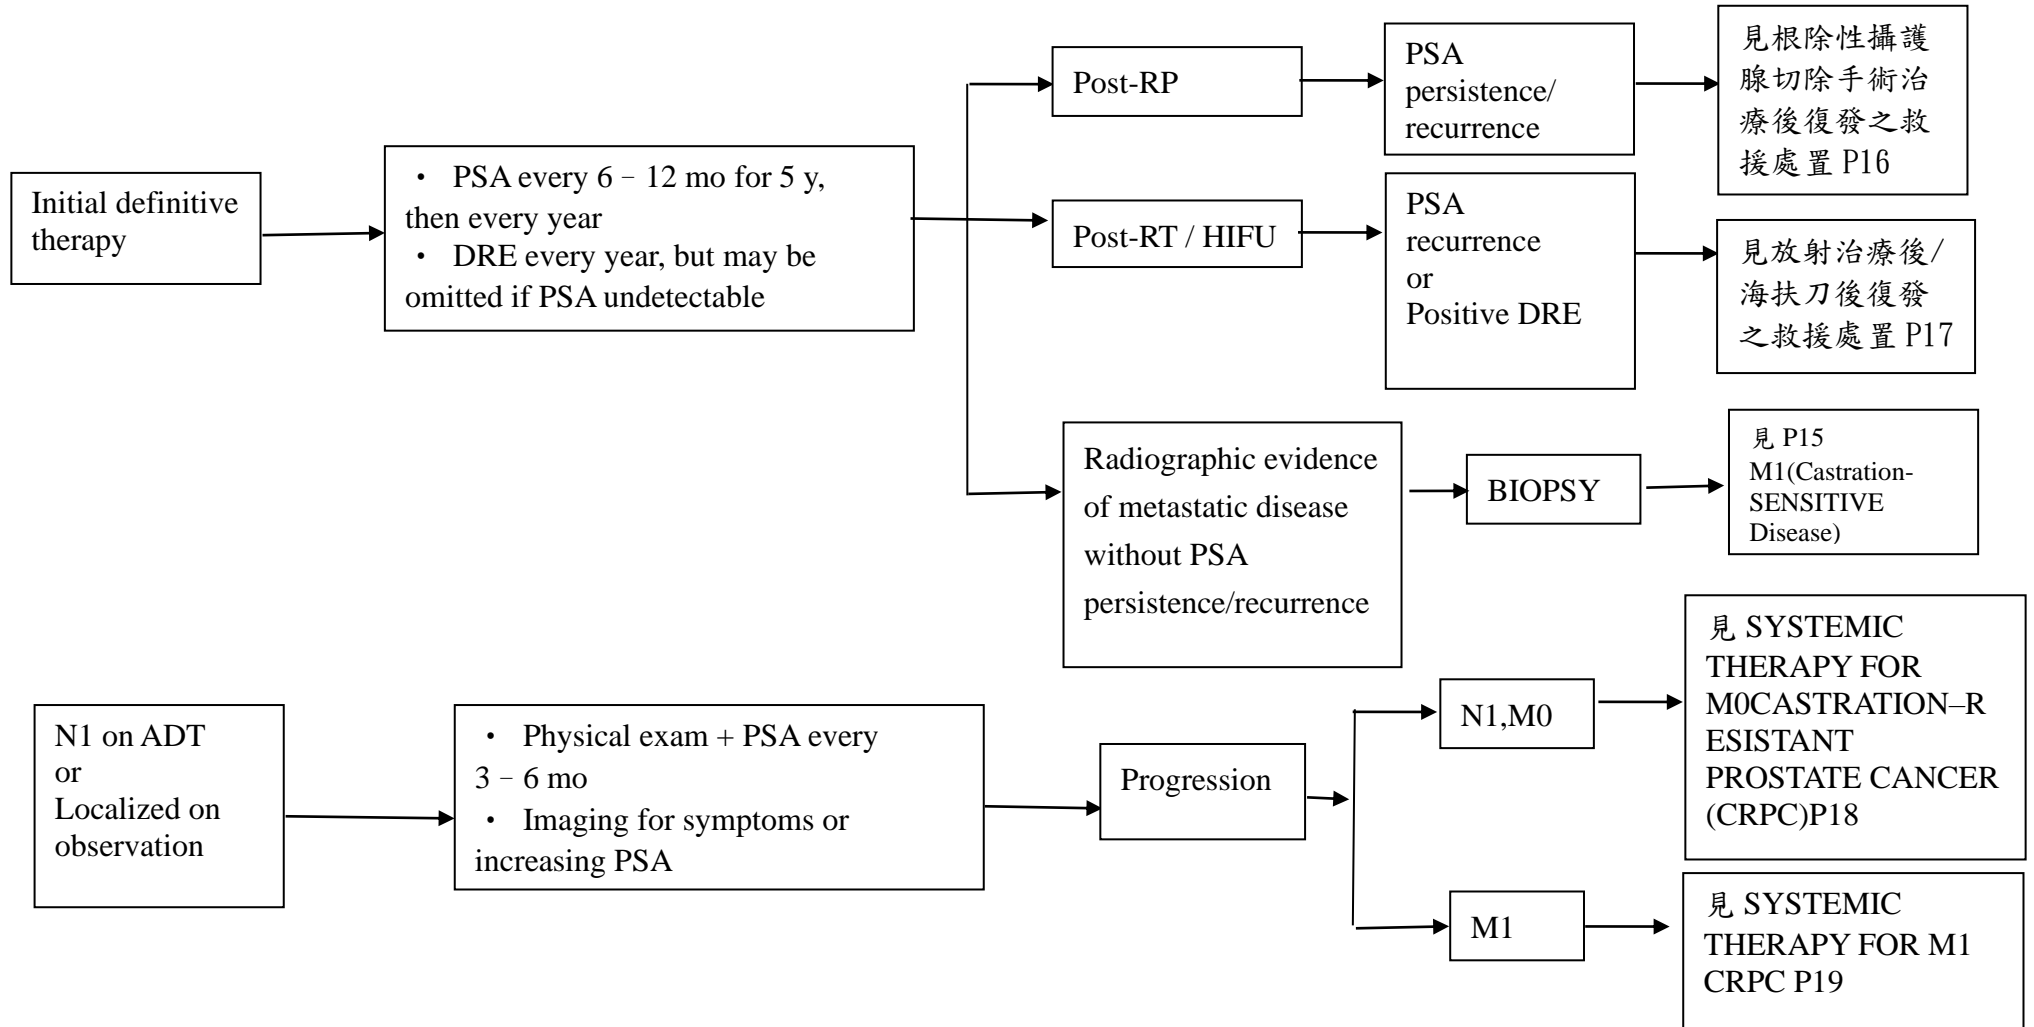 Initial definitive
therapy
• PSA every 6 – 12 mo for 5 y,
then every year
• DRE every year, but may be
omitted if PSA undetectable
Post-RP
PSA
persistence/
recurrence
見根除性攝護
腺切除手術治
療後復發之救
援處置 P16
Post-RT / HIFU
PSA
recurrence
or
Positive DRE
見放射治療後/
海扶刀後復發
之救援處置 P17
Radiographic evidence
of metastatic disease
without PSA
persistence/recurrence
BIOPSY
見 P15
M1(Castration-
SENSITIVE
Disease)
N1 on ADT
or
Localized on
observation
• Physical exam + PSA every
3 – 6 mo
• Imaging for symptoms or
increasing PSA
Progression
N1,M0
見 SYSTEMIC
THERAPY FOR
M0CASTRATION–R
ESISTANT
PROSTATE CANCER
(CRPC)P18
M1
見 SYSTEMIC
THERAPY FOR M1
CRPC P19